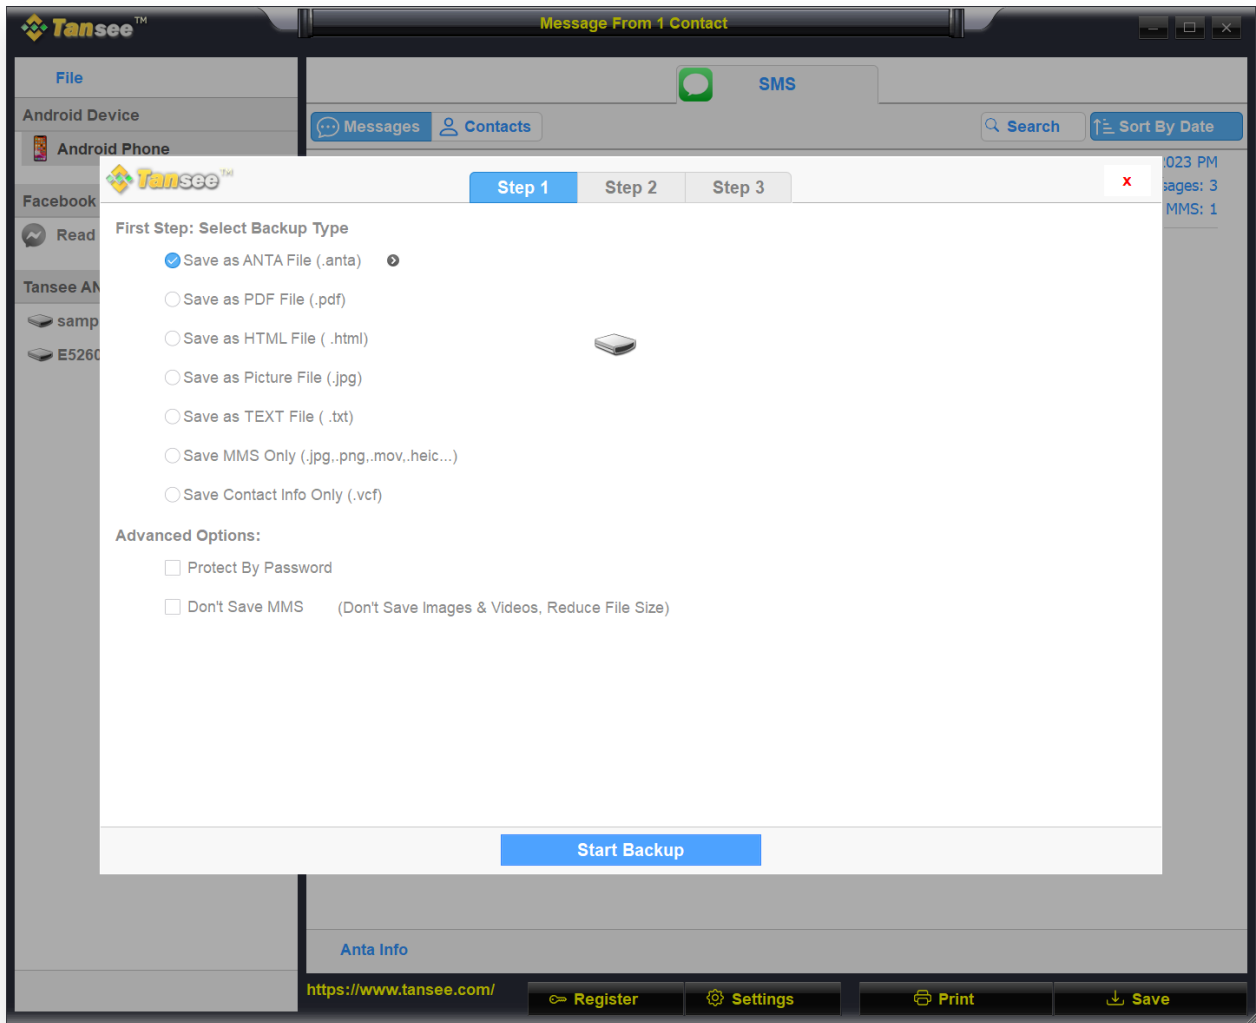 Tansee™
Message From 1 Contact
File
SMS
Android Device
Messages
Contacts
Search
Sort By Date
Android Phone
2023 PM
Tansee™
Step 1
Step 2
Step 3
x
sages: 3
Facebook
MMS: 1
First Step: Select Backup Type
Read
Save as ANTA File (.anta)
Tansee AN
Save as PDF File (.pdf)
samp
Save as HTML File ( .html)
E5260
Save as Picture File (.jpg)
Save as TEXT File ( .txt)
Save MMS Only (.jpg,.png,.mov,.heic...)
Save Contact Info Only (.vcf)
Advanced Options:
Protect By Password
Don't Save MMS (Don't Save Images & Videos, Reduce File Size)
Start Backup
Anta Info
https://www.tansee.com/
Register
Settings
Print
Save